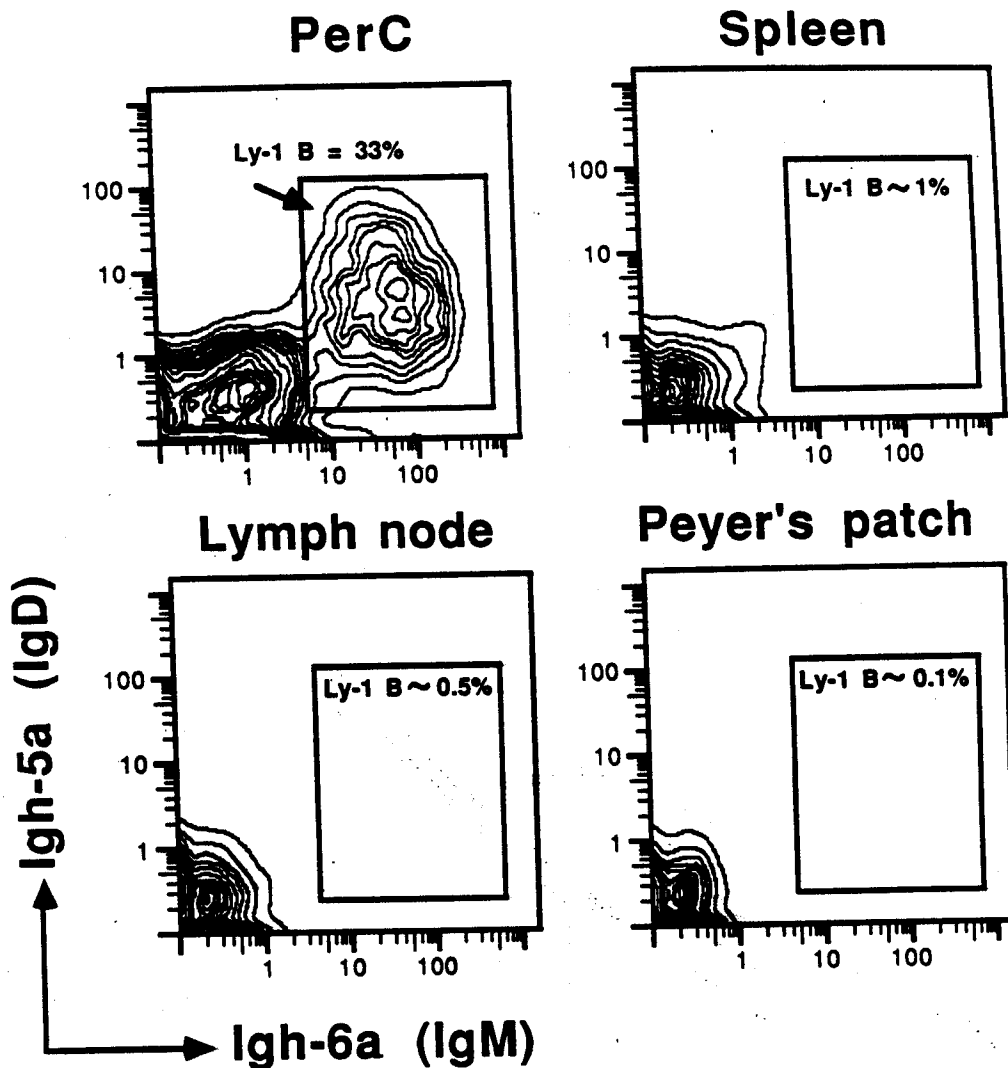 PerC
Ly-1 B = 33%
100
10
1
1 10 100
Spleen
Ly-1 B ~ 1%
100
10
1
1 10 100
Lymph node
Ly-1 B ~ 0.5%
100
10
1
1 10 100
Peyer's patch
Ly-1 B ~ 0.1%
100
10
1
1 10 100
Igh-5a (IgD)
Igh-6a (IgM)